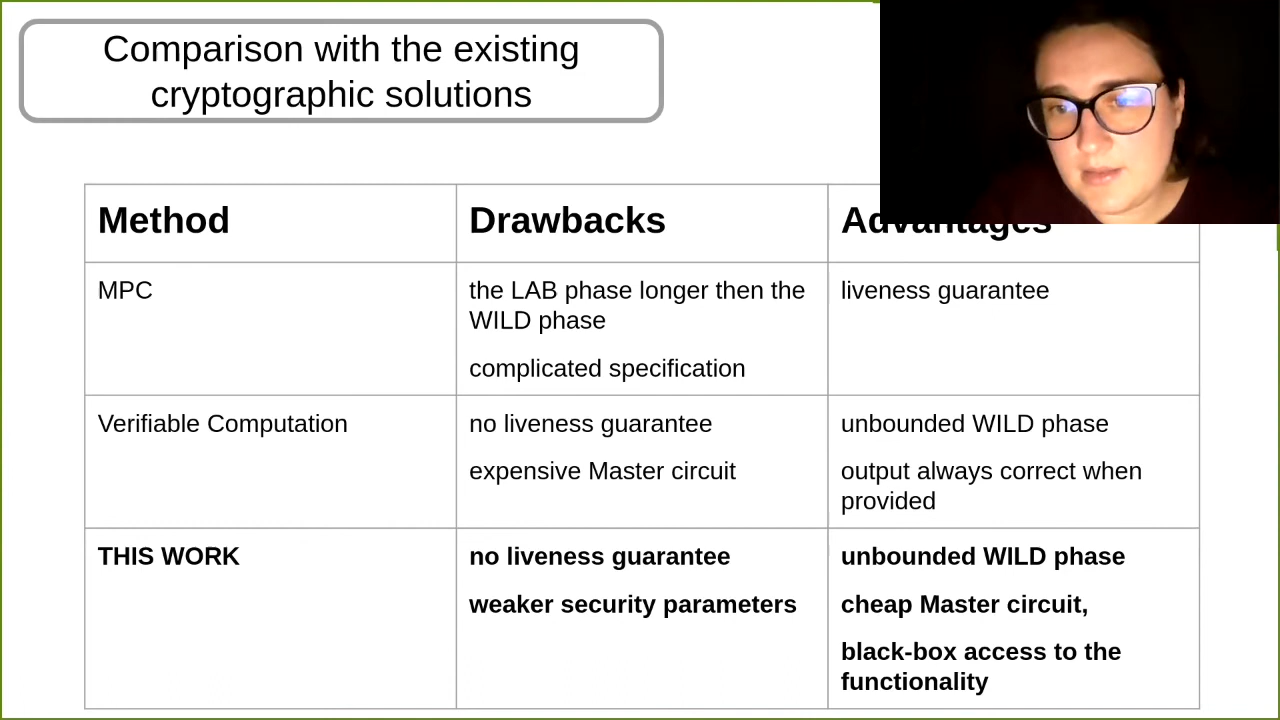 Comparison with the existing
cryptographic solutions
Method
Drawbacks
Advantages
MPC
the LAB phase longer then the
WILD phase
complicated specification
liveness guarantee
Verifiable Computation
no liveness guarantee
expensive Master circuit
unbounded WILD phase
output always correct when
provided
THIS WORK
no liveness guarantee
weaker security parameters
unbounded WILD phase
cheap Master circuit,
black-box access to the
functionality